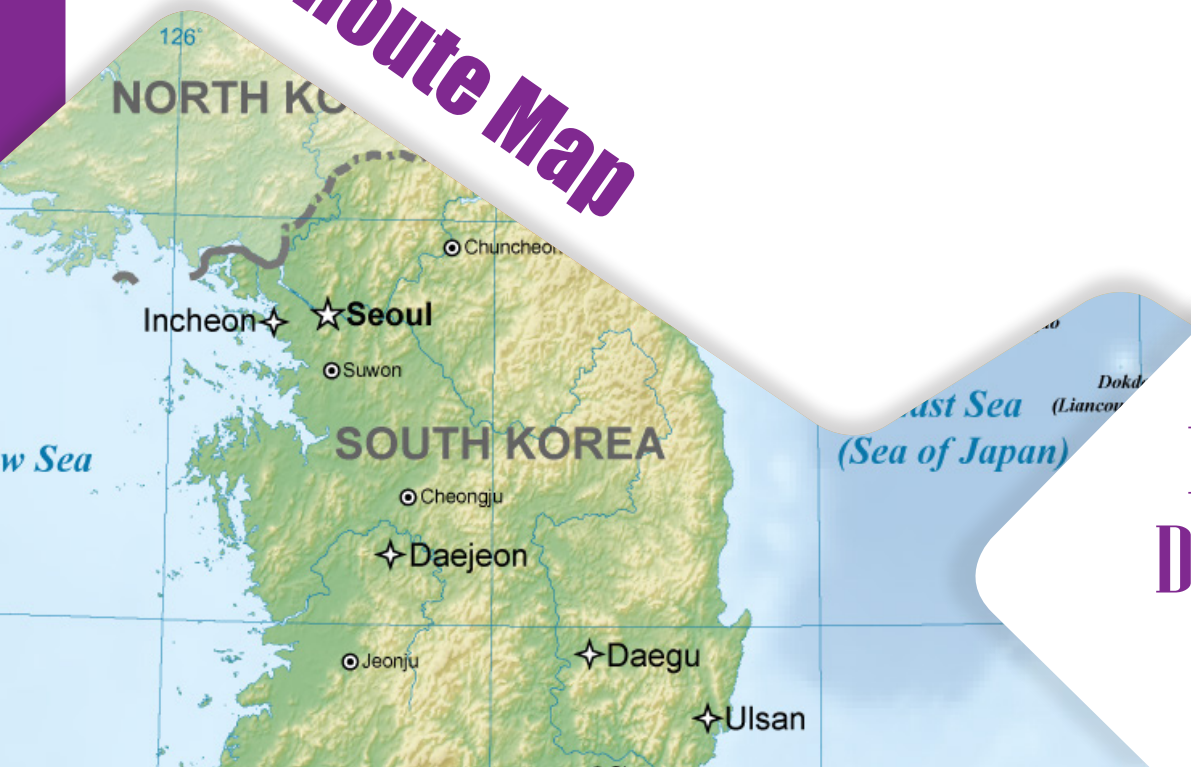 Route Map
126°
NORTH KO
Chuncheon
Incheon
Seoul
Suwon
East Sea
(Sea of Japan)
Dokdo
(Liancou
w Sea
SOUTH KOREA
Cheongju
Daejeon
D
Jeonju
Daegu
Ulsan